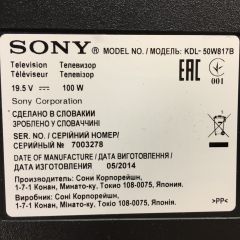 SONY MODEL NO. / МОДЕЛЬ: KDL- 50W817B
Television Телевизор
Téléviseur Телевізор
19.5 V ⎓ 100 W
Sony Corporation
EAC
001
СДЕЛАНО В СЛОВАКИИ
ЗРОБЛЕНО У СЛОВАЧЧИНІ
SER. NO. / СЕРІЙНИЙ НОМЕР/
СЕРИЙНЫЙ № 7003278
DATE OF MANUFACTURE / ДАТА ВИГОТОВЛЕННЯ /
ДАТА ИЗГОТОВЛЕНИЯ 05/2014
Производитель: Сони Корпорейшн,
1-7-1 Конан, Минато-ку, Токио 108-0075, Япония
Виробник: Соні Корпорейшн,
1-7-1 Конан, Мінато-ку, Токіо 108-0075, Японія.
>PP<